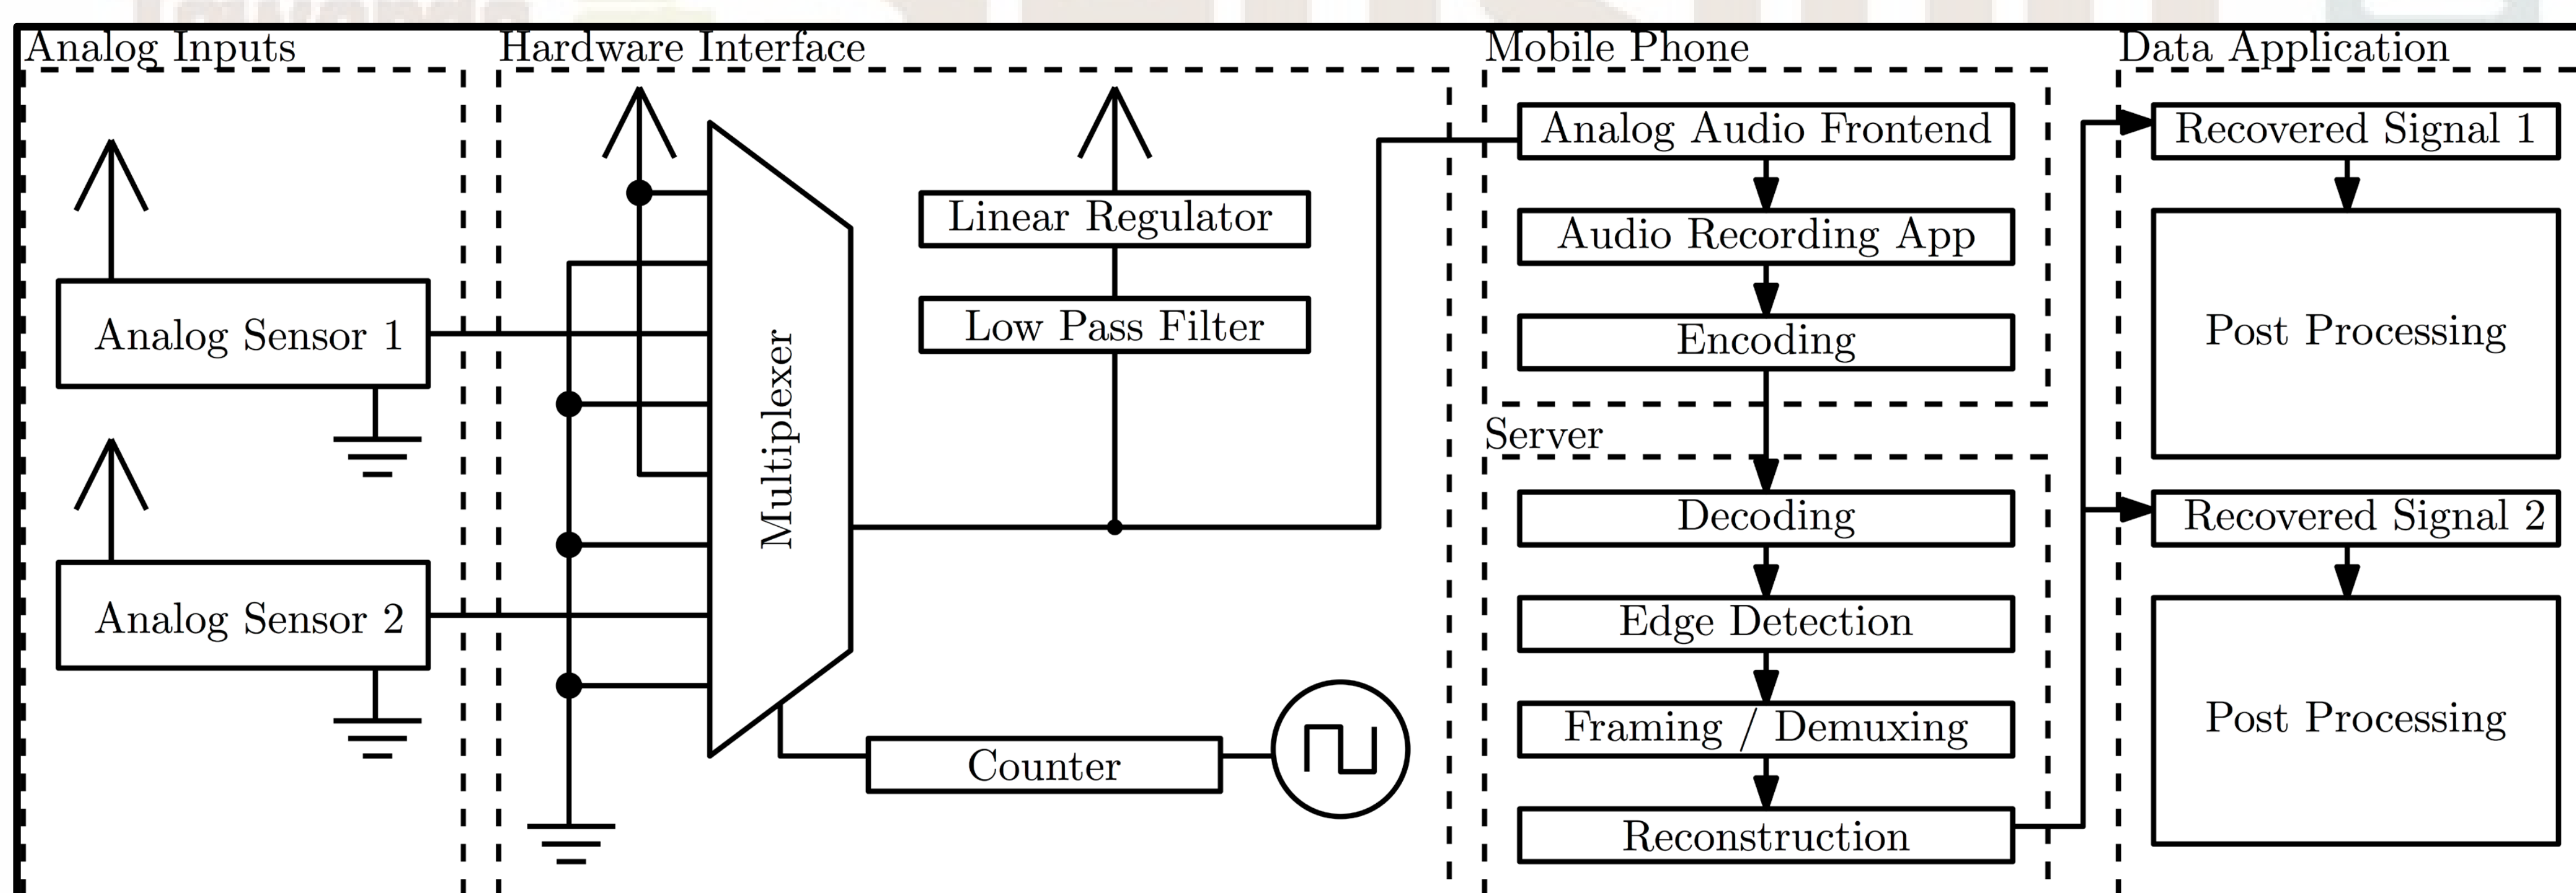 Analog Inputs
Analog Sensor 1
Analog Sensor 2
Hardware Interface
Multiplexer
Linear Regulator
Low Pass Filter
Counter
Mobile Phone
Analog Audio Frontend
Audio Recording App
Encoding
Server
Decoding
Edge Detection
Framing / Demuxing
Reconstruction
Data Application
Recovered Signal 1
Post Processing
Recovered Signal 2
Post Processing